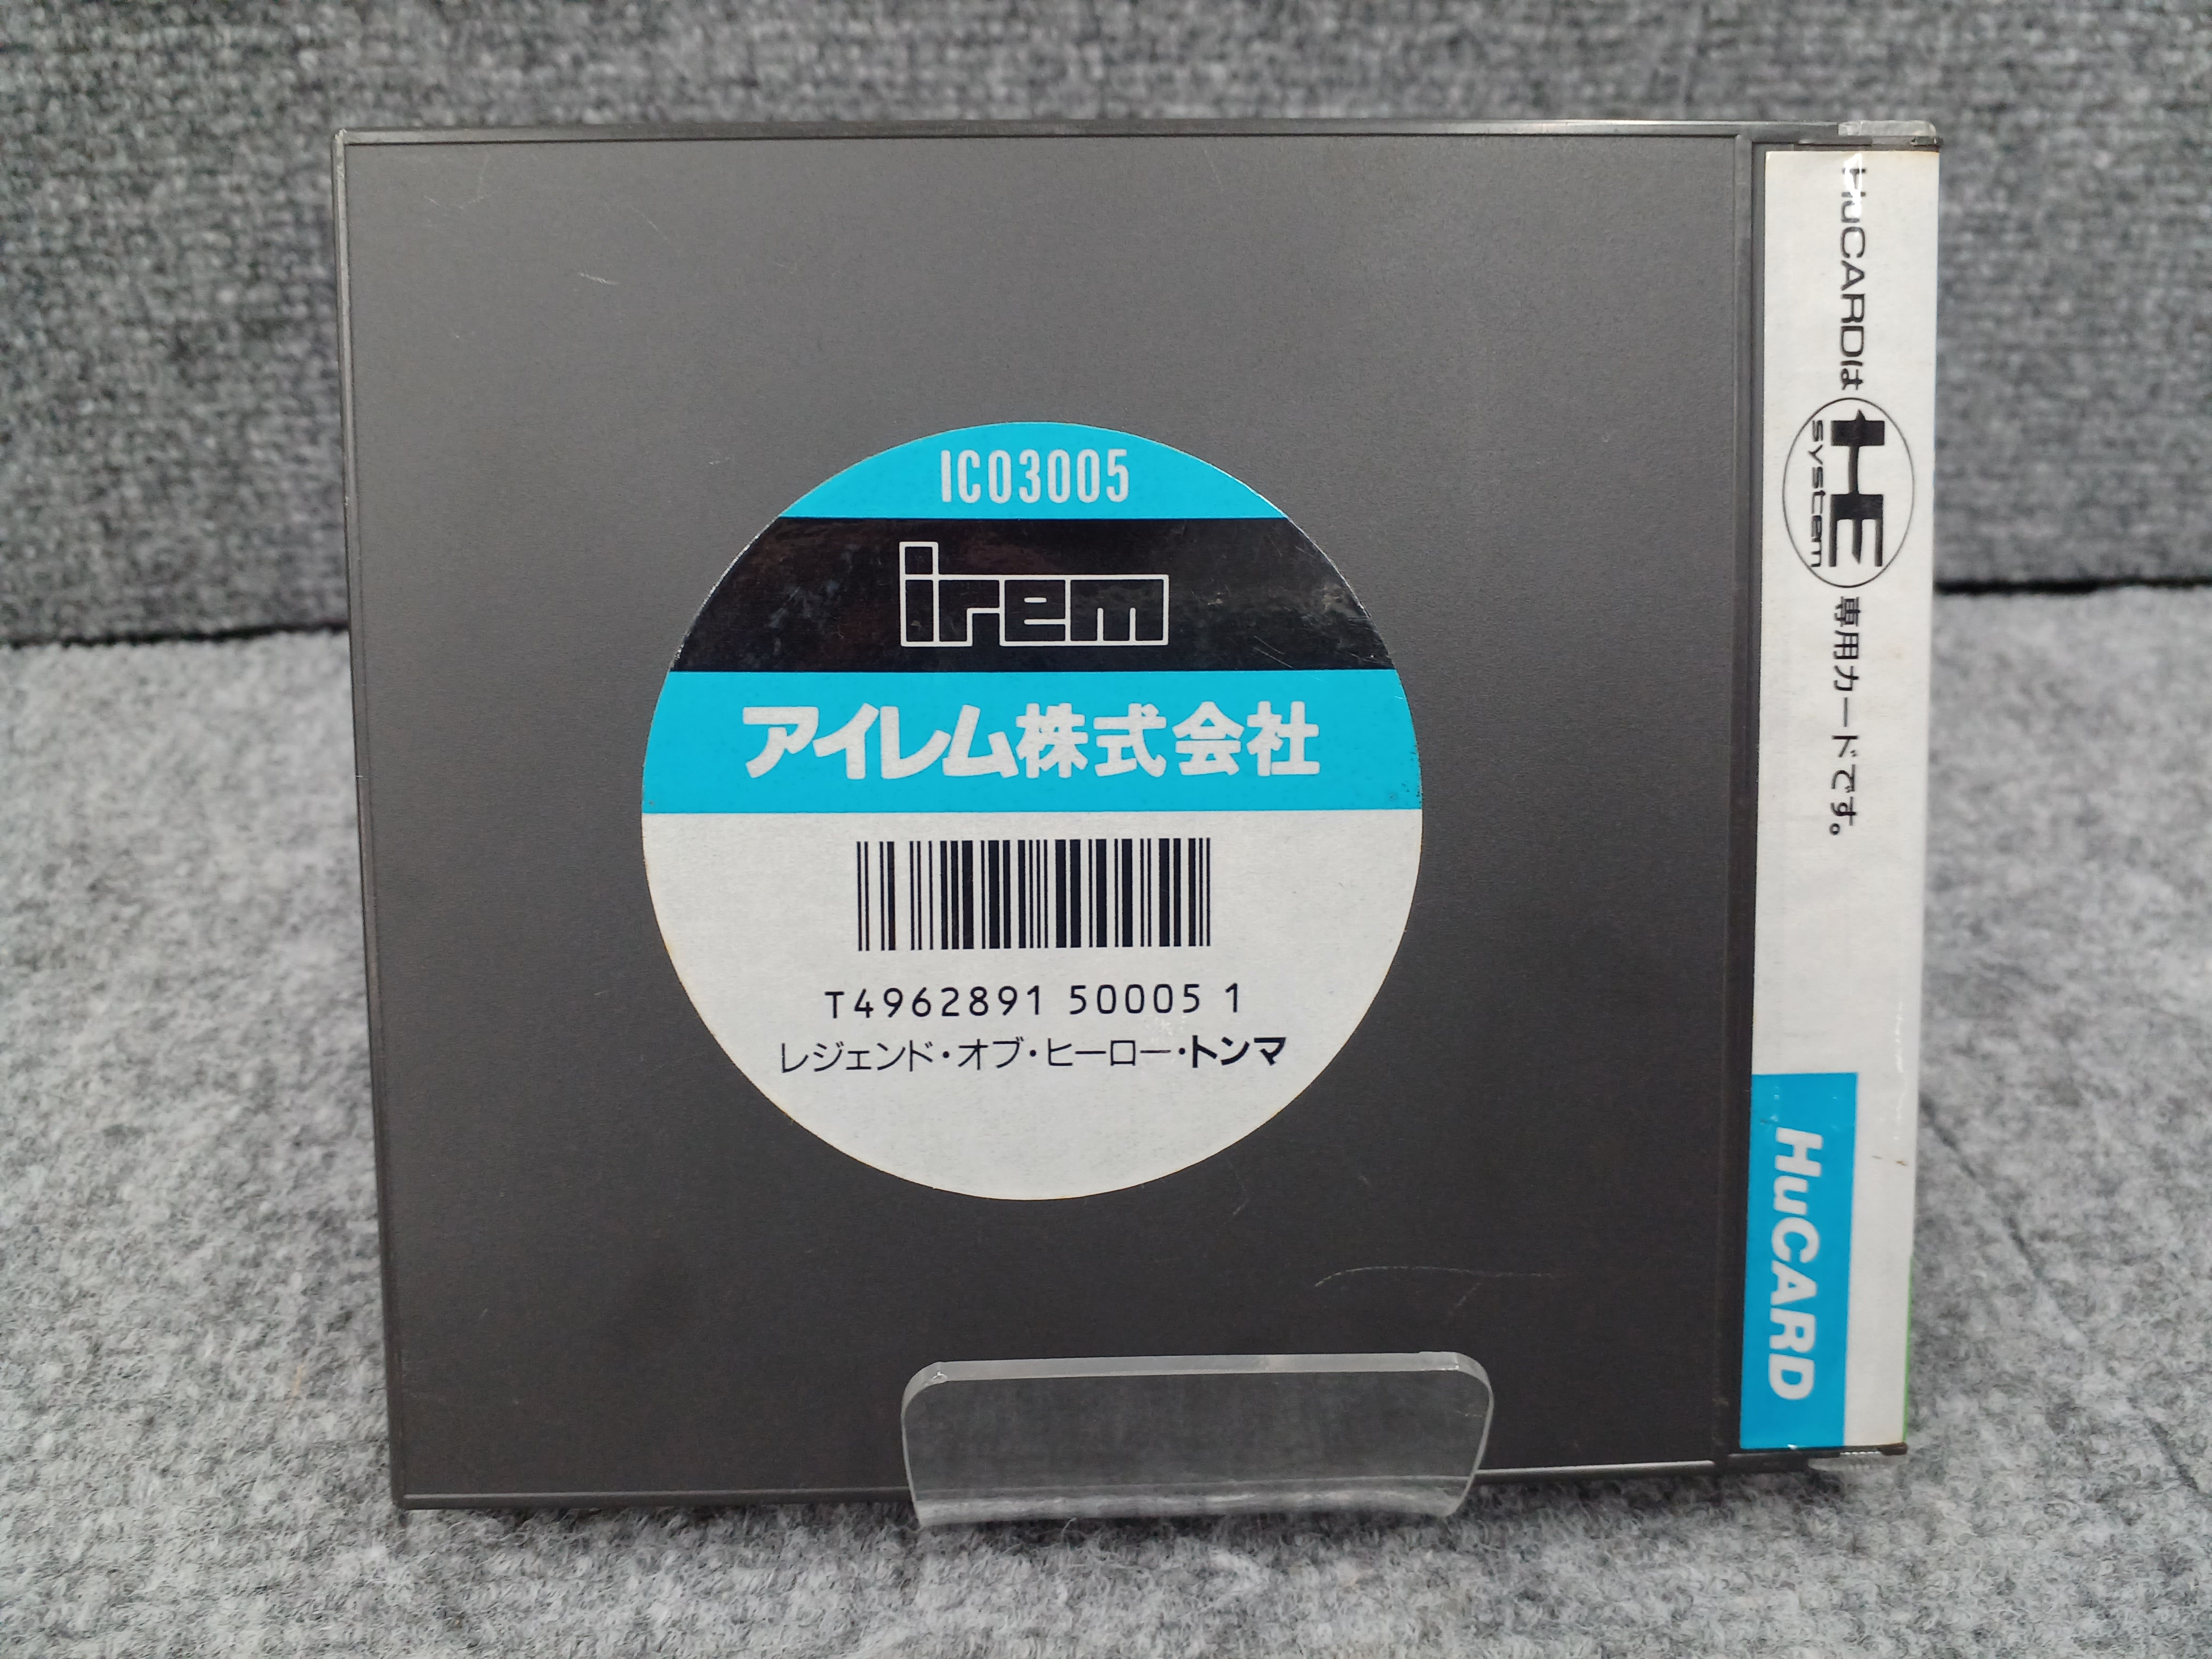 IC03005
irem
アイレム株式会社
T4962891 50005 1
レジェンド・オブ・ヒーロー・トンマ
HuCARDは HE system 専用カードです。
HuCARD